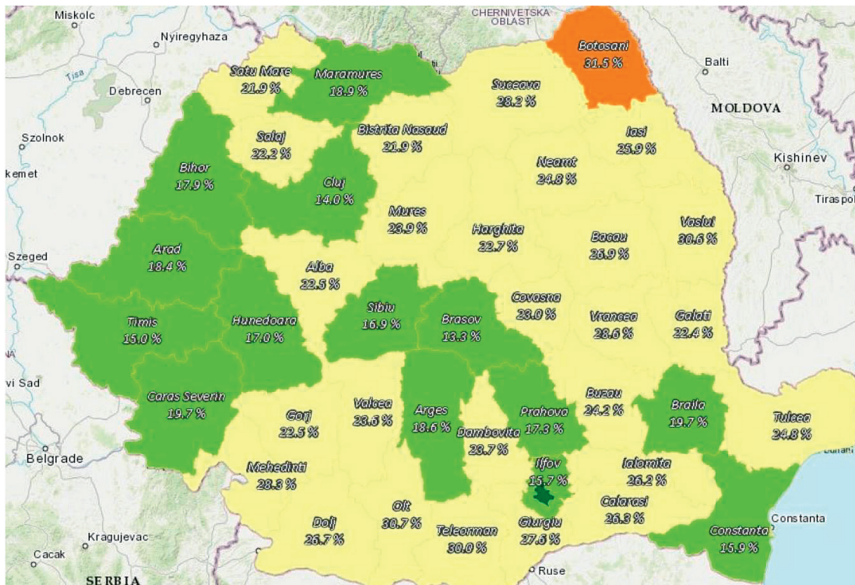 CHERNIVETSKA
OBLAST
Miskolc
Nyiregyhaza
Debrecen
Tisa
Szolnok
kemet
Szeged
vi Sad
Belgrade
Kragujevac
Cacak
SERBIA
Balti
MOLDOVA
Kishinev
Tiraspol
Constanta
Ruse
Botosani
31.5 %
Satu Mare
21.9 %
Maramures
18.9 %
Suceava
28.2 %
Salaj
22.2 %
Bistrita Nasaud
21.9 %
Iasi
25.9 %
Bihor
17.9 %
Cluj
14.0 %
Neamt
24.8 %
Mures
23.9 %
Harghita
22.7 %
Bacau
26.9 %
Vaslui
30.6 %
Arad
18.4 %
Alba
22.5 %
Timis
15.0 %
Hunedoara
17.0 %
Sibiu
16.9 %
Brasov
13.3 %
Covasna
23.0 %
Vrancea
28.6 %
Galati
22.4 %
Caras Severin
19.7 %
Gorj
22.5 %
Valcea
23.6 %
Arges
18.6 %
Dambovita
23.7 %
Prahova
17.3 %
Buzau
24.2 %
Braila
19.7 %
Tulcea
24.8 %
Mehedinti
28.3 %
Ilfov
15.7 %
Ialomita
26.2 %
Dolj
26.7 %
Olt
30.7 %
Teleorman
30.0 %
Giurgiu
27.6 %
Calarasi
26.3 %
Constanta
15.9 %